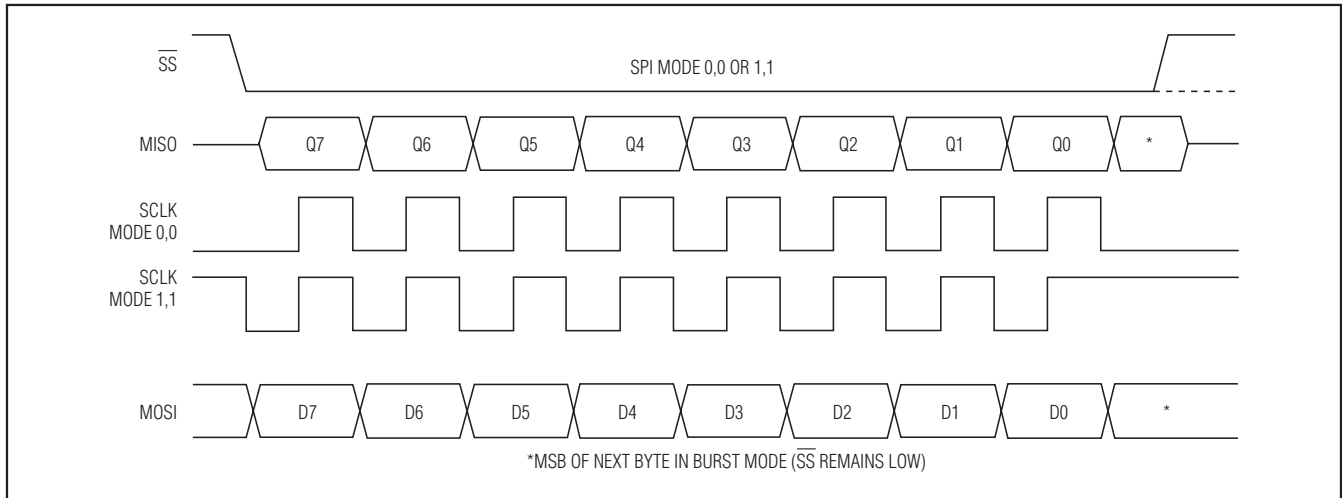 S̅S̅
SPI MODE 0,0 OR 1,1
MISO
Q7 Q6 Q5 Q4 Q3 Q2 Q1 Q0 *
SCLK
MODE 0,0
SCLK
MODE 1,1
MOSI
D7 D6 D5 D4 D3 D2 D1 D0 *
*MSB OF NEXT BYTE IN BURST MODE (S̅S̅ REMAINS LOW)